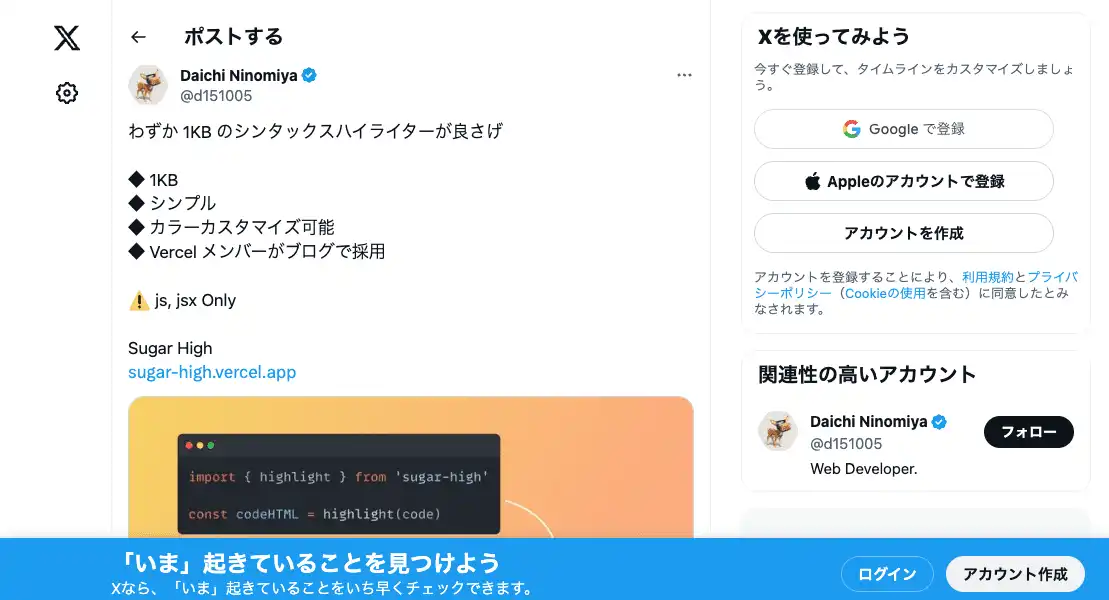 ポストする
Daichi Ninomiya
@d151005
わずか 1KB のシンタックスハイライターが良さげ
◆ 1KB
◆ シンプル
◆ カラーカスタマイズ可能
◆ Vercel メンバーがブログで採用
⚠️ js, jsx Only
Sugar High
sugar-high.vercel.app
import { highlight } from 'sugar-high'
const codeHTML = highlight(code)
Xを使ってみよう
今すぐ登録して、タイムラインをカスタマイズしましょ
う。
Google で登録
Appleのアカウントで登録
アカウントを作成
アカウントを登録することにより、利用規約とプライバ
シーポリシー（Cookieの使用を含む）に同意したとみ
なされます。
関連性の高いアカウント
Daichi Ninomiya
@d151005
フォロー
Web Developer.
「いま」起きていることを見つけよう
Xなら、「いま」起きていることをいち早くチェックできます。
ログイン
アカウント作成